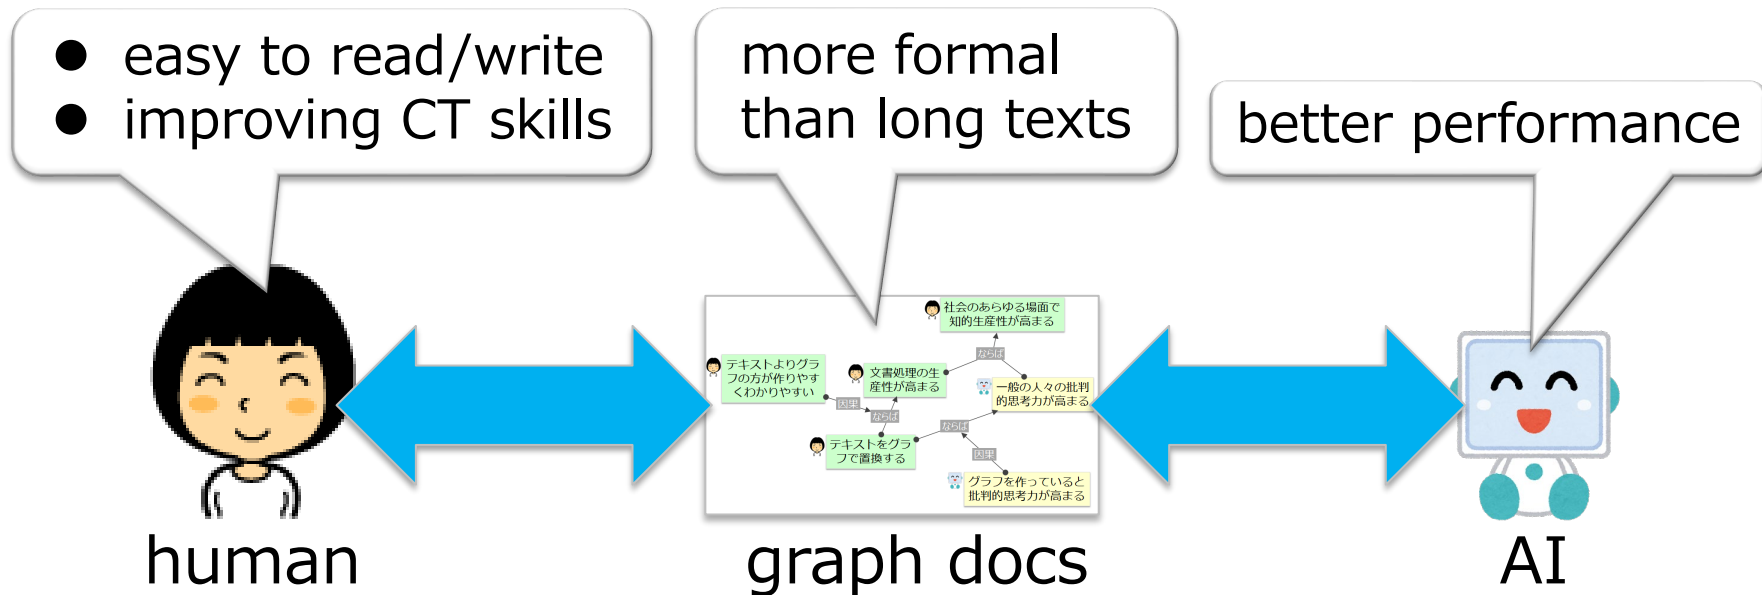 ● easy to read/write
● improving CT skills
more formal
than long texts
better performance
社会のあらゆる場面で
知的生産性が高まる
ならば
テキストよりグラ
フの方が作りやす
くわかりやすい
文書処理の生
産性が高まる
一般の人々の批判
的思考力が高まる
因果
ならば
ならば
テキストをグラ
フで置換する
因果
グラフを作っていると
批判的思考力が高まる
human
graph docs
AI